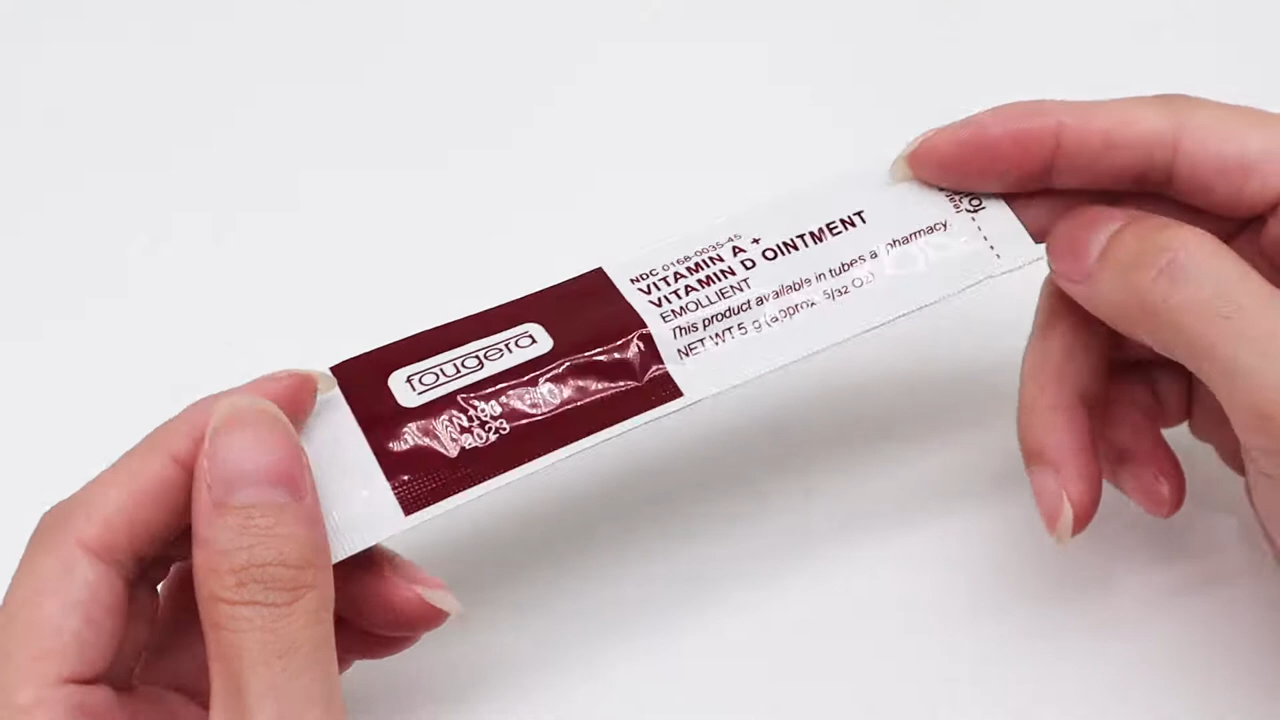 fougera
2023
NDC 0168-0035-45
VITAMIN A +
VITAMIN D OINTMENT
EMOLLIENT
This product available in tubes a pharmacy.
NET WT 5 g (approx. 5/32 OZ)